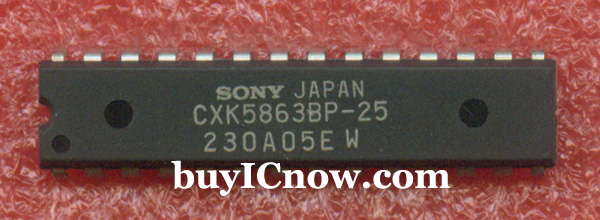 SONY JAPAN
CXK5863BP-25
230A05E W
buyICnow.com